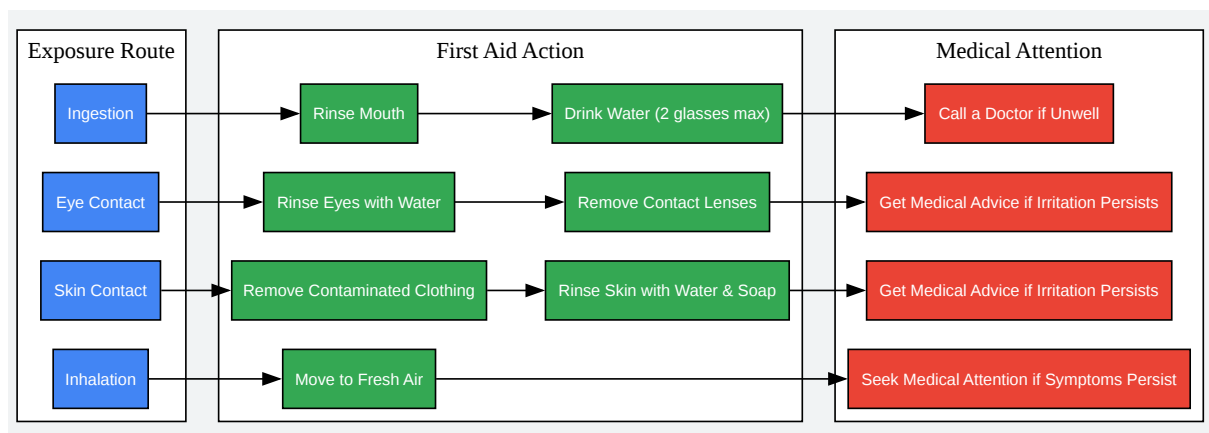 Exposure Route
First Aid Action
Medical Attention
Ingestion
Rinse Mouth
Drink Water (2 glasses max)
Call a Doctor if Unwell
Eye Contact
Rinse Eyes with Water
Remove Contact Lenses
Get Medical Advice if Irritation Persists
Skin Contact
Remove Contaminated Clothing
Rinse Skin with Water & Soap
Get Medical Advice if Irritation Persists
Inhalation
Move to Fresh Air
Seek Medical Attention if Symptoms Persist